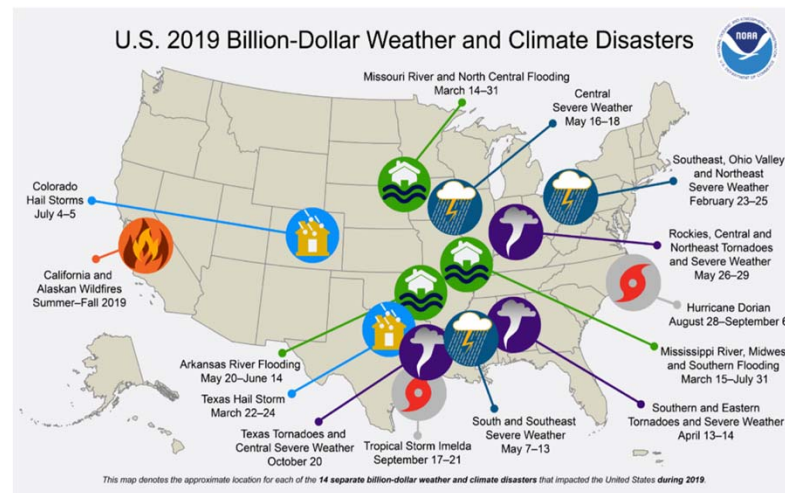 U.S. 2019 Billion-Dollar Weather and Climate Disasters
NOAA
Missouri River and North Central Flooding
March 14–31
Central
Severe Weather
May 16–18
Southeast, Ohio Valley
and Northeast
Severe Weather
February 23–25
Colorado
Hail Storms
July 4–5
Rockies, Central and
Northeast Tornadoes
and Severe Weather
May 26–29
California and
Alaskan Wildfires
Summer–Fall 2019
Hurricane Dorian
August 28–September 6
Arkansas River Flooding
May 20–June 14
Mississippi River, Midwes
and Southern Flooding
March 15–July 31
Texas Hail Storm
March 22–24
Southern and Eastern
Tornadoes and Severe Weather
April 13–14
Texas Tornadoes and
Central Severe Weather
October 20
Tropical Storm Imelda
September 17–21
South and Southeast
Severe Weather
May 7–13
This map denotes the approximate location for each of the 14 separate billion-dollar weather and climate disasters that impacted the United States during 2019.